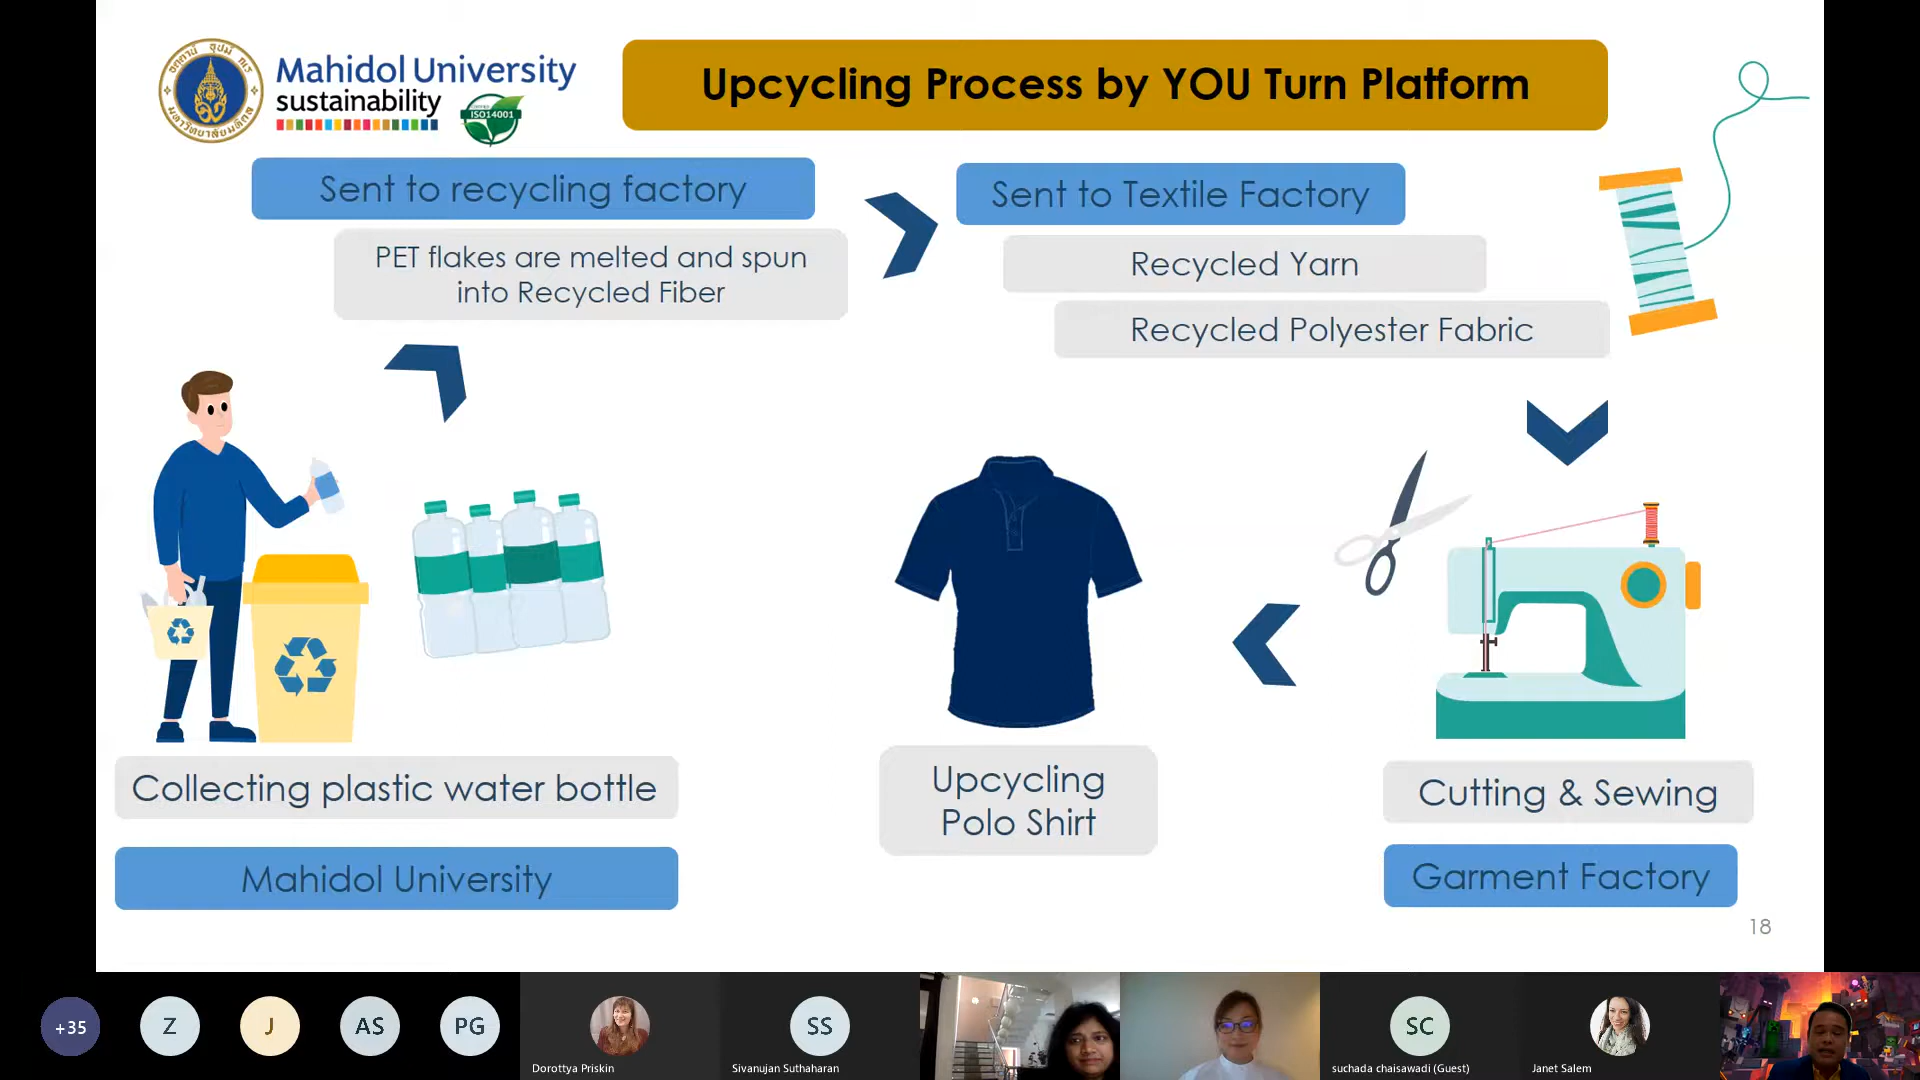 Mahidol University
sustainability
ISO14001
Upcycling Process by YOU Turn Platform
Sent to recycling factory
PET flakes are melted and spun
into Recycled Fiber
Sent to Textile Factory
Recycled Yarn
Recycled Polyester Fabric
Collecting plastic water bottle
Mahidol University
Upcycling
Polo Shirt
Cutting & Sewing
Garment Factory
18
+35
Z
J
AS
PG
Dorottya Priskin
SS
Sivanujan Suthaharan
SC
suchada chaisawadi (Guest)
Janet Salem